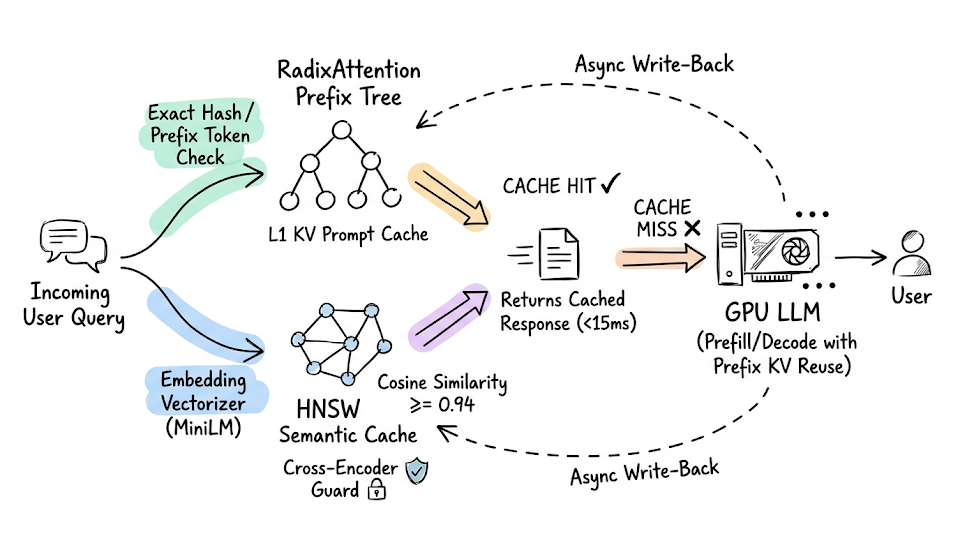 Async Write-Back
RadixAttention
Prefix Tree
Exact Hash/
Prefix Token
Check
L1 KV Prompt Cache
CACHE HIT ✓
CACHE
MISS ✗
Incoming
User Query
Returns Cached
Response (<15ms)
GPU LLM
(Prefill/Decode with
Prefix KV Reuse)
User
Embedding
Vectorizer
(MiniLM)
Cosine Similarity
>= 0.94
HNSW
Semantic Cache
Cross-Encoder
Guard
Async Write-Back